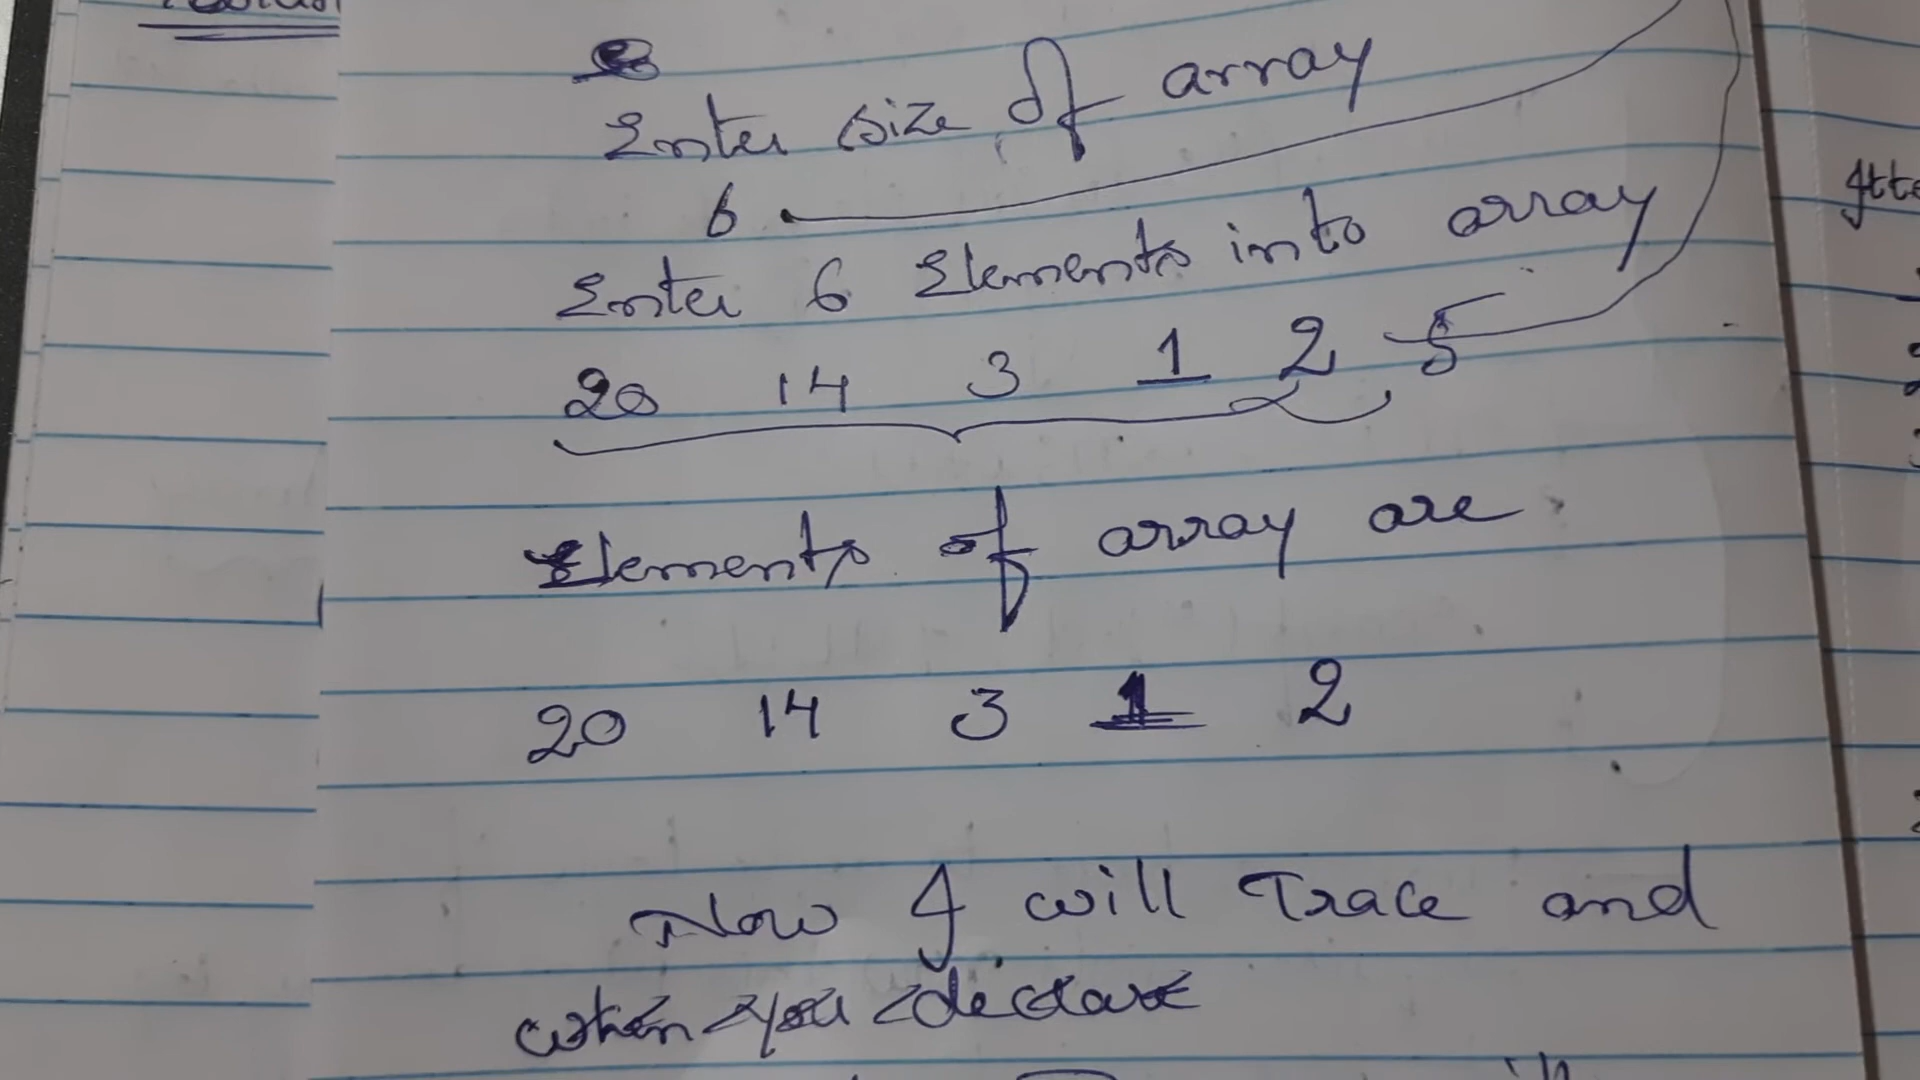 Enter size of array
6
Enter 6 Elements into array
20 14 3 1 2 5
Elements of array are
20 14 3 1 2
Now I will Trace and
when you declare